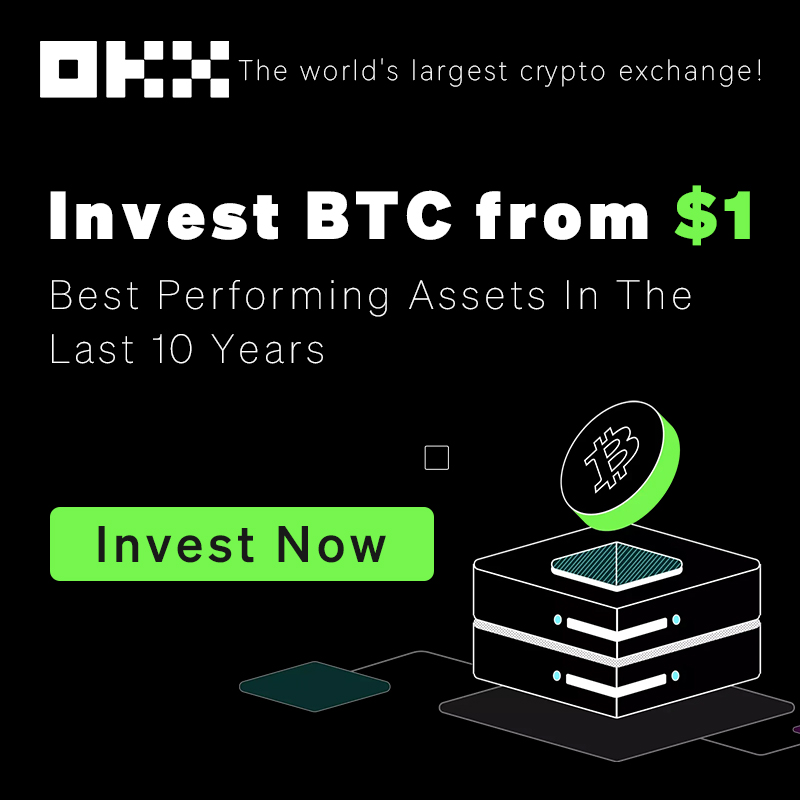 OKX The world's largest crypto exchange!
Invest BTC from $1
Best Performing Assets In The
Last 10 Years
Invest Now